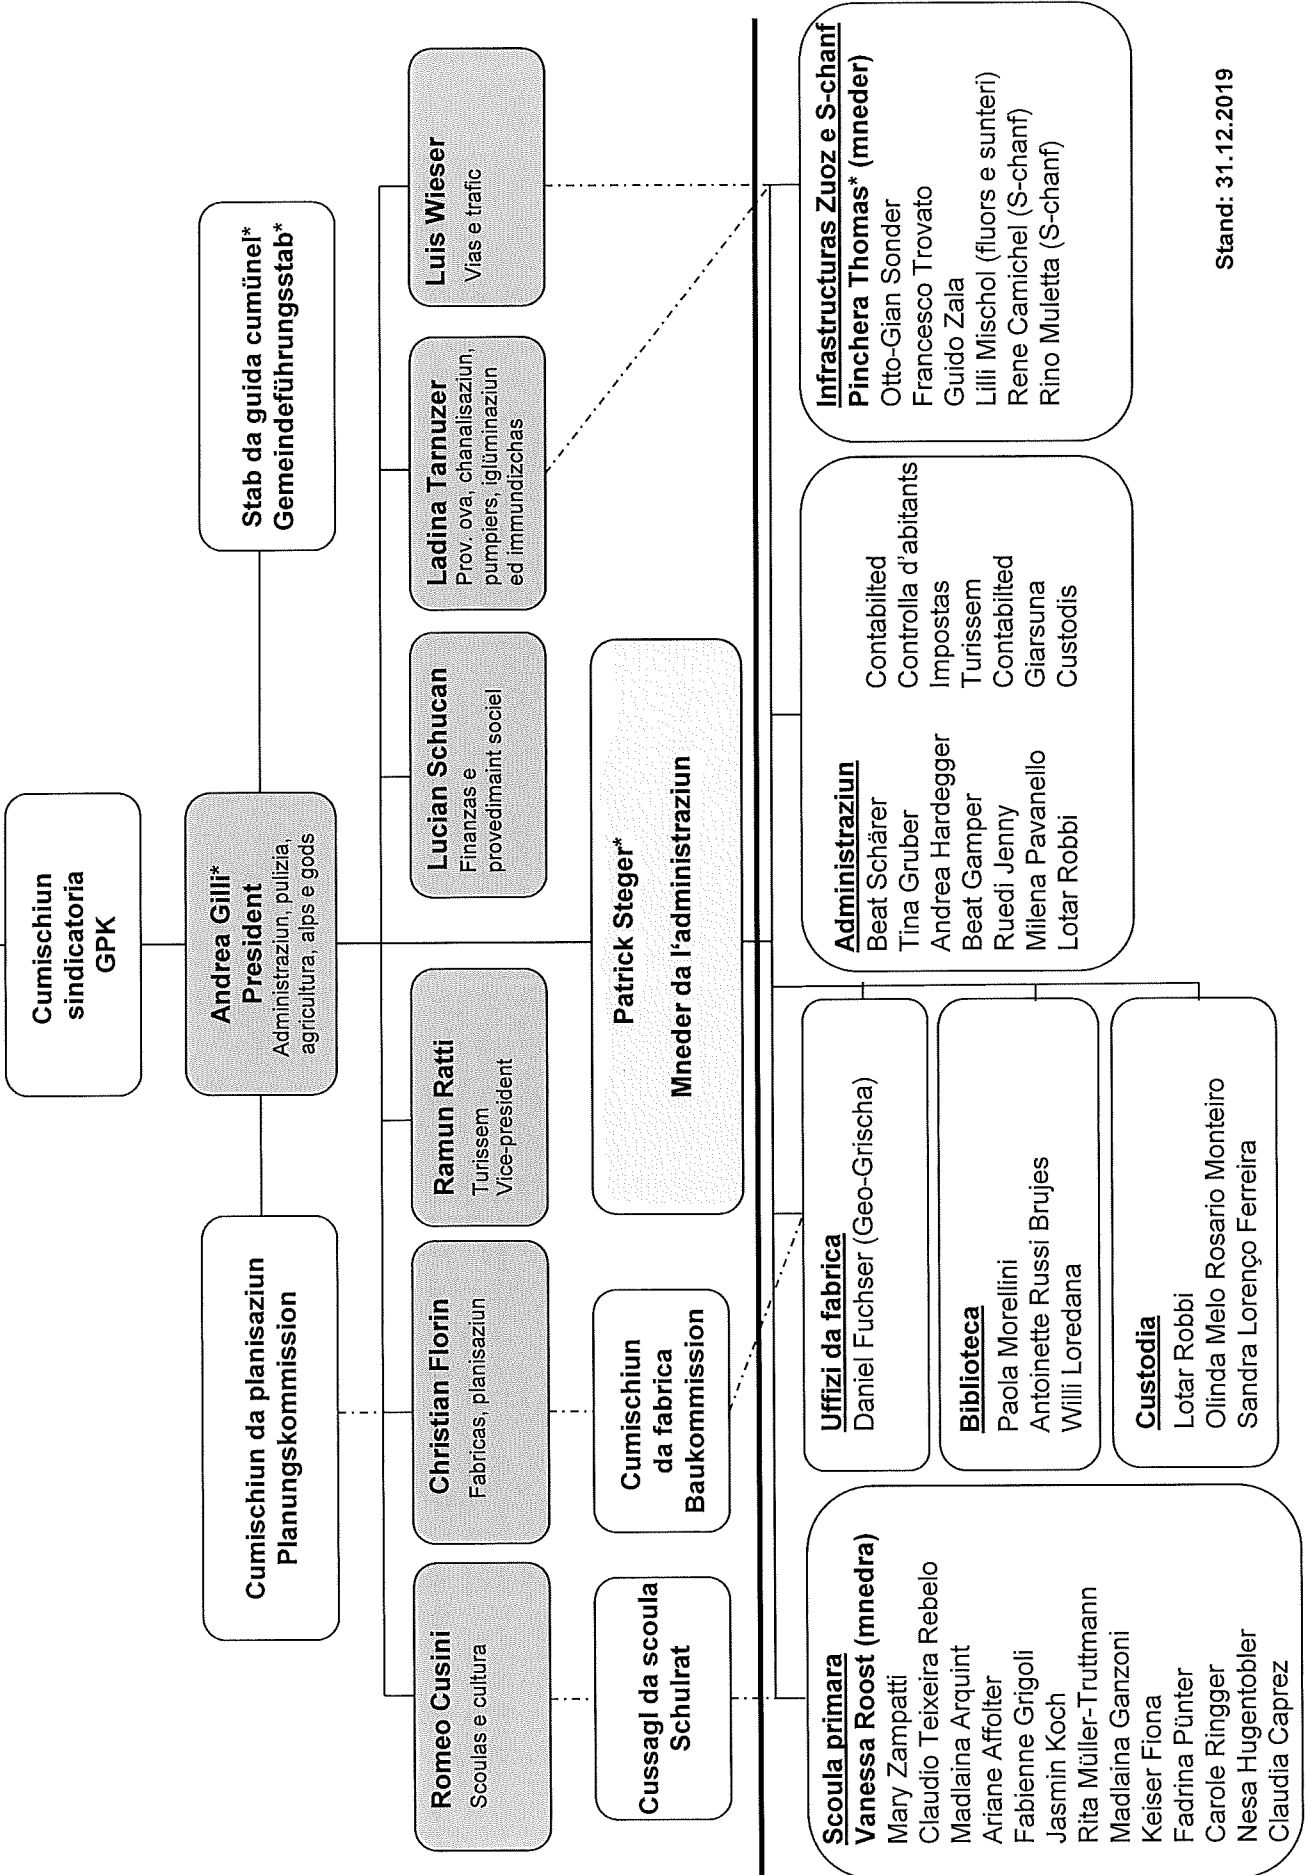 Cumischiun
sindicatoria
GPK
Andrea Gilli*
President
Administraziun, pulizia,
agricultura, alps e gods
Cumischiun da planisaziun
Planungskommission
Stab da guida cumünel*
Gemeindeführungsstab*
Romeo Cusini
Scoulas e cultura
Christian Florin
Fabricas, planisaziun
Ramun Ratti
Turissem
Vice-president
Lucian Schucan
Finanzas e
provedimaint sociel
Ladina Tarnuzer
Prov. ova, chanalisaziun,
pumpiers, iglüminaziun
ed immundizchas
Luis Wieser
Vias e trafic
Cussagl da scoula
Schulrat
Cumischiun
da fabrica
Baukommission
Patrick Steger*
Mneder da l'administraziun
Scoula primara
Vanessa Roost (mnedra)
Mary Zampatti
Claudio Teixeira Rebelo
Madlaina Arquint
Ariane Affolter
Fabienne Grigoli
Jasmin Koch
Rita Müller-Truttmann
Madlaina Ganzoni
Keiser Fiona
Fadrina Pünter
Carole Ringger
Nesa Hugentobler
Claudia Caprez
Uffizi da fabrica
Daniel Fuchser (Geo-Grischa)
Biblioteca
Paola Morellini
Antoinette Russi Brujes
Willi Loredana
Custodia
Lotar Robbi
Olinda Melo Rosario Monteiro
Sandra Lorenço Ferreira
Administraziun
Beat Schärer Contabilted
Tina Gruber Controlla d'abitants
Andrea Hardegger Impostas
Beat Gamper Turissem
Ruedi Jenny Contabilted
Milena Pavanello Giarsuna
Lotar Robbi Custodis
Infrastructuras Zuoz e S-chanf
Pinchera Thomas* (mneder)
Otto-Gian Sonder
Francesco Trovato
Guido Zala
Lilli Mischol (fluors e sunteri)
Rene Camichel (S-chanf)
Rino Muletta (S-chanf)
Stand: 31.12.2019